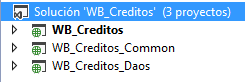 Solución 'WB_Creditos' (3 proyectos)
WB_Creditos
WB_Creditos_Common
WB_Creditos_Daos